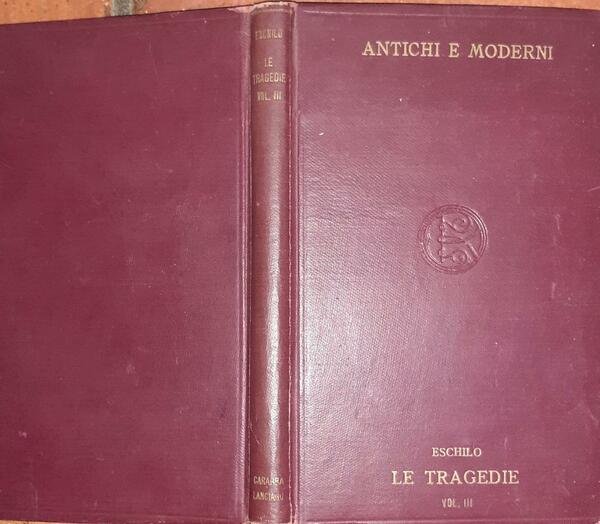 ESCHILO
LE
TRAGEDIE
VOL. III
CARABBA
LANCIANO
ANTICHI E MODERNI
ESCHILO
LE TRAGEDIE
VOL. III